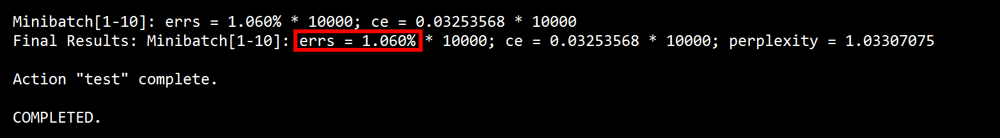 Minibatch[1-10]: errs = 1.060% * 10000; ce = 0.03253568 * 10000
Final Results: Minibatch[1-10]: errs = 1.060% * 10000; ce = 0.03253568 * 10000; perplexity = 1.03307075
Action "test" complete.
COMPLETED.